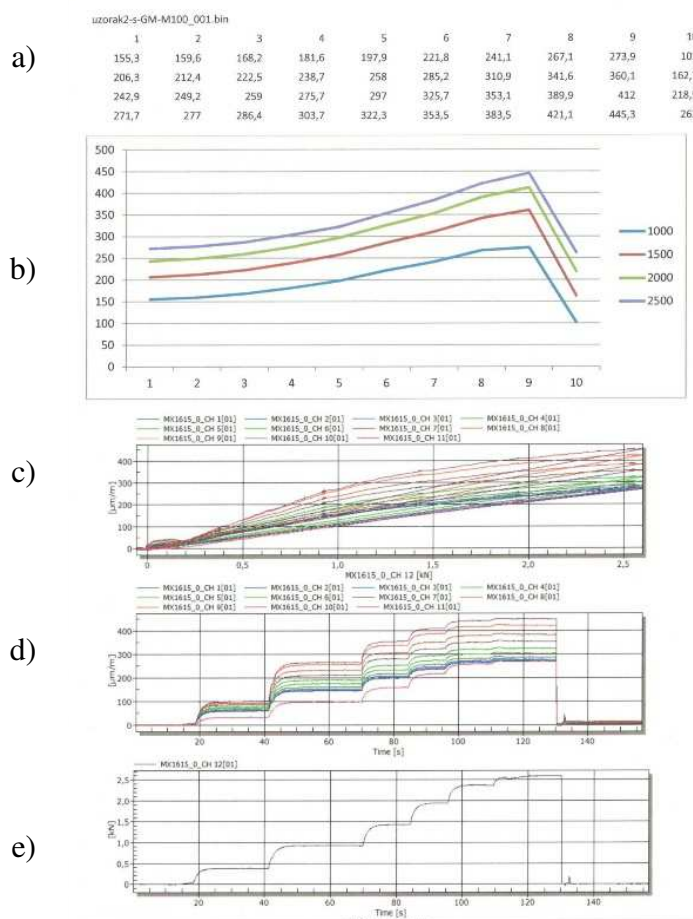 uzorak2-s-GM-M100_001.bin
1 2 3 4 5 6 7 8 9
a)
155,3 159,6 168,2 181,6 197,9 221,8 241,1 267,1 273,9
206,3 212,4 222,5 238,7 258 285,2 310,9 341,6 360,1
242,9 249,2 259 275,7 297 325,7 353,1 389,9 412
271,7 277 286,4 303,7 322,3 353,5 383,5 421,1 445,3
b)
500
450
400
350
300
250
200
150
100
50
0
1 2 3 4 5 6 7 8 9 10
1000
1500
2000
2500
c)
MX1615_0_CH 1[01] MX1615_0_CH 2[01] MX1615_0_CH 3[01] MX1615_0_CH 4[01]
MX1615_0_CH 5[01] MX1615_0_CH 6[01] MX1615_0_CH 7[01] MX1615_0_CH 8[01]
MX1615_0_CH 9[01] MX1615_0_CH 10[01] MX1615_0_CH 11[01]
[µm/m]
400
300
200
100
0
0 0,5 1,0 1,5 2,0 2,5
MX1615_0_CH 12 [kN]
d)
MX1615_0_CH 1[01] MX1615_0_CH 2[01] MX1615_0_CH 3[01] MX1615_0_CH 4[01]
MX1615_0_CH 5[01] MX1615_0_CH 6[01] MX1615_0_CH 7[01] MX1615_0_CH 8[01]
MX1615_0_CH 10[01] MX1615_0_CH 11[01]
[µm/m]
400
300
200
100
0
20 40 60 80 100 120 140
Time [s]
e)
MX1615_0_CH 12[01]
[kN]
2,5
2,0
1,5
1,0
0,5
0
20 40 60 80 100 120 140
Time [s]